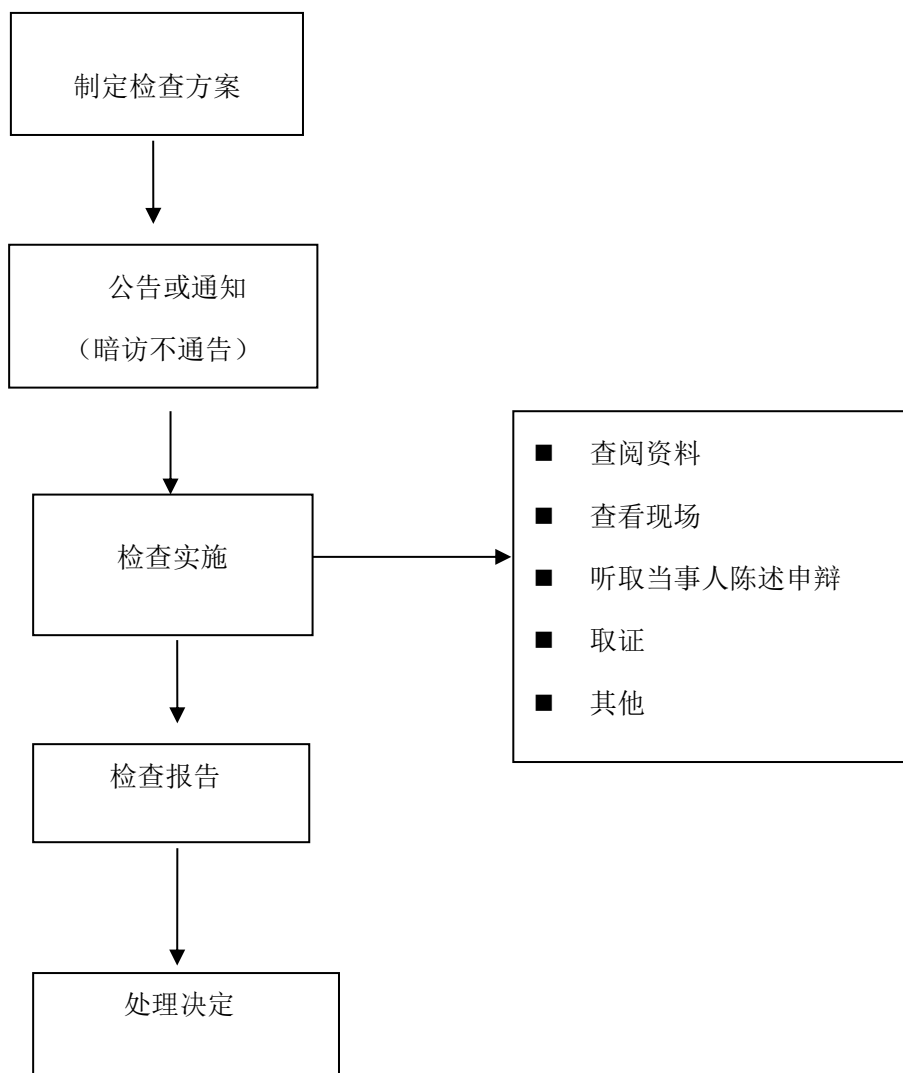 制定检查方案
公告或通知
（暗访不通告）
检查实施
■ 查阅资料
■ 查看现场
■ 听取当事人陈述申辩
■ 取证
■ 其他
检查报告
处理决定